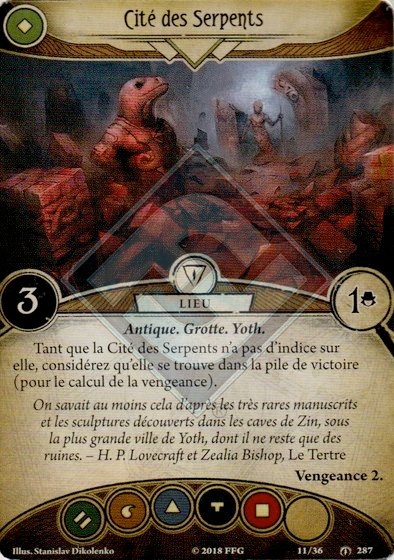 Cité des Serpents
3
LIEU
1
Antique. Grotte. Yoth.
Tant que la Cité des Serpents n'a pas d'indice sur
elle, considérez qu'elle se trouve dans la pile de victoire
(pour le calcul de la vengeance).
On savait au moins cela d'après les très rares manuscrits
et les sculptures découverts dans les caves de Zin, sous
la plus grande ville de Yoth, dont il ne reste que des
ruines. – H. P. Lovecraft et Zealia Bishop, Le Tertre
Vengeance 2.
Illus. Stanislav Dikolenko
© 2018 FFG
11/36
287